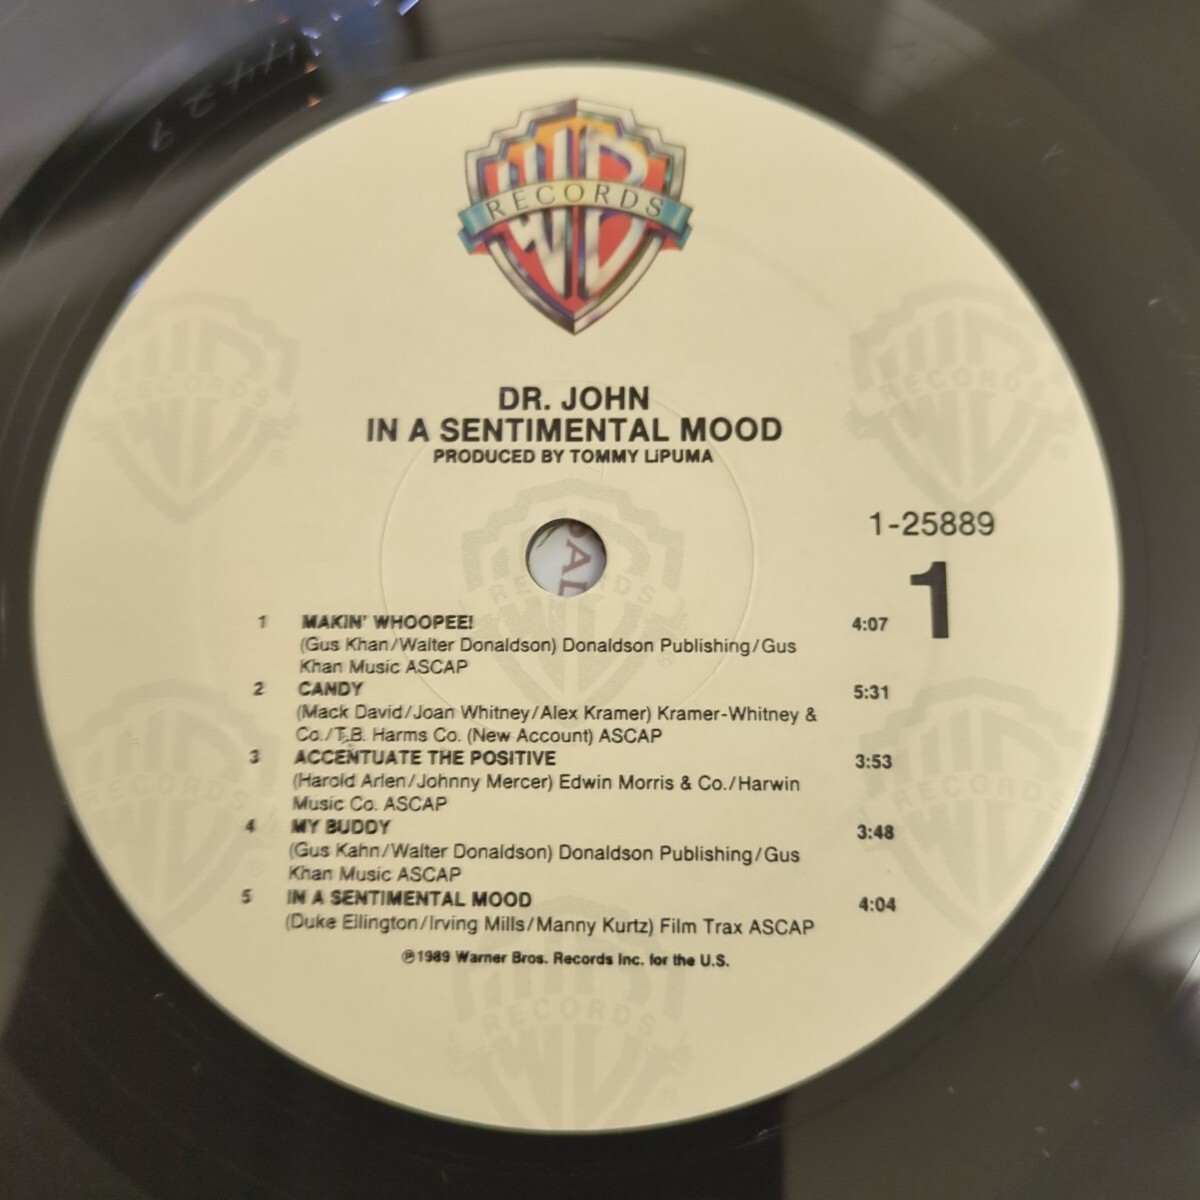 WB
RECORDS
DR. JOHN
IN A SENTIMENTAL MOOD
PRODUCED BY TOMMY LiPUMA
1-25889
1
1 MAKIN' WHOOPEE! 4:07
(Gus Khan/Walter Donaldson) Donaldson Publishing/Gus
Khan Music ASCAP
2 CANDY 5:31
(Mack David/Joan Whitney/Alex Kramer) Kramer-Whitney &
Co./T.B. Harms Co. (New Account) ASCAP
3 ACCENTUATE THE POSITIVE 3:53
(Harold Arlen/Johnny Mercer) Edwin Morris & Co./Harwin
Music Co. ASCAP
4 MY BUDDY 3:48
(Gus Kahn/Walter Donaldson) Donaldson Publishing/Gus
Khan Music ASCAP
5 IN A SENTIMENTAL MOOD 4:04
(Duke Ellington/Irving Mills/Manny Kurtz) Film Trax ASCAP
℗1989 Warner Bros. Records Inc. for the U.S.